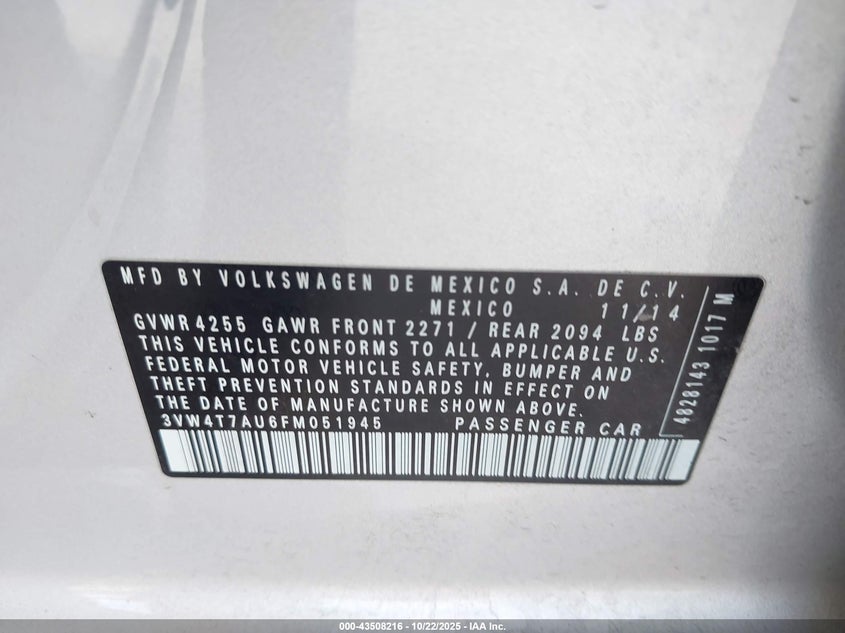 MFD BY VOLKSWAGEN DE MEXICO S.A. DE C.V.
MEXICO 11/14
GVWR 4255 GAWR FRONT 2271 / REAR 2094 LBS
THIS VEHICLE CONFORMS TO ALL APPLICABLE U.S.
FEDERAL MOTOR VEHICLE SAFETY, BUMPER AND
THEFT PREVENTION STANDARDS IN EFFECT ON
THE DATE OF MANUFACTURE SHOWN ABOVE.
3VW4T7AU6FM051945 PASSENGER CAR
4828143 1017 M
000-43508216 - 10/22/2025 - IAA Inc.